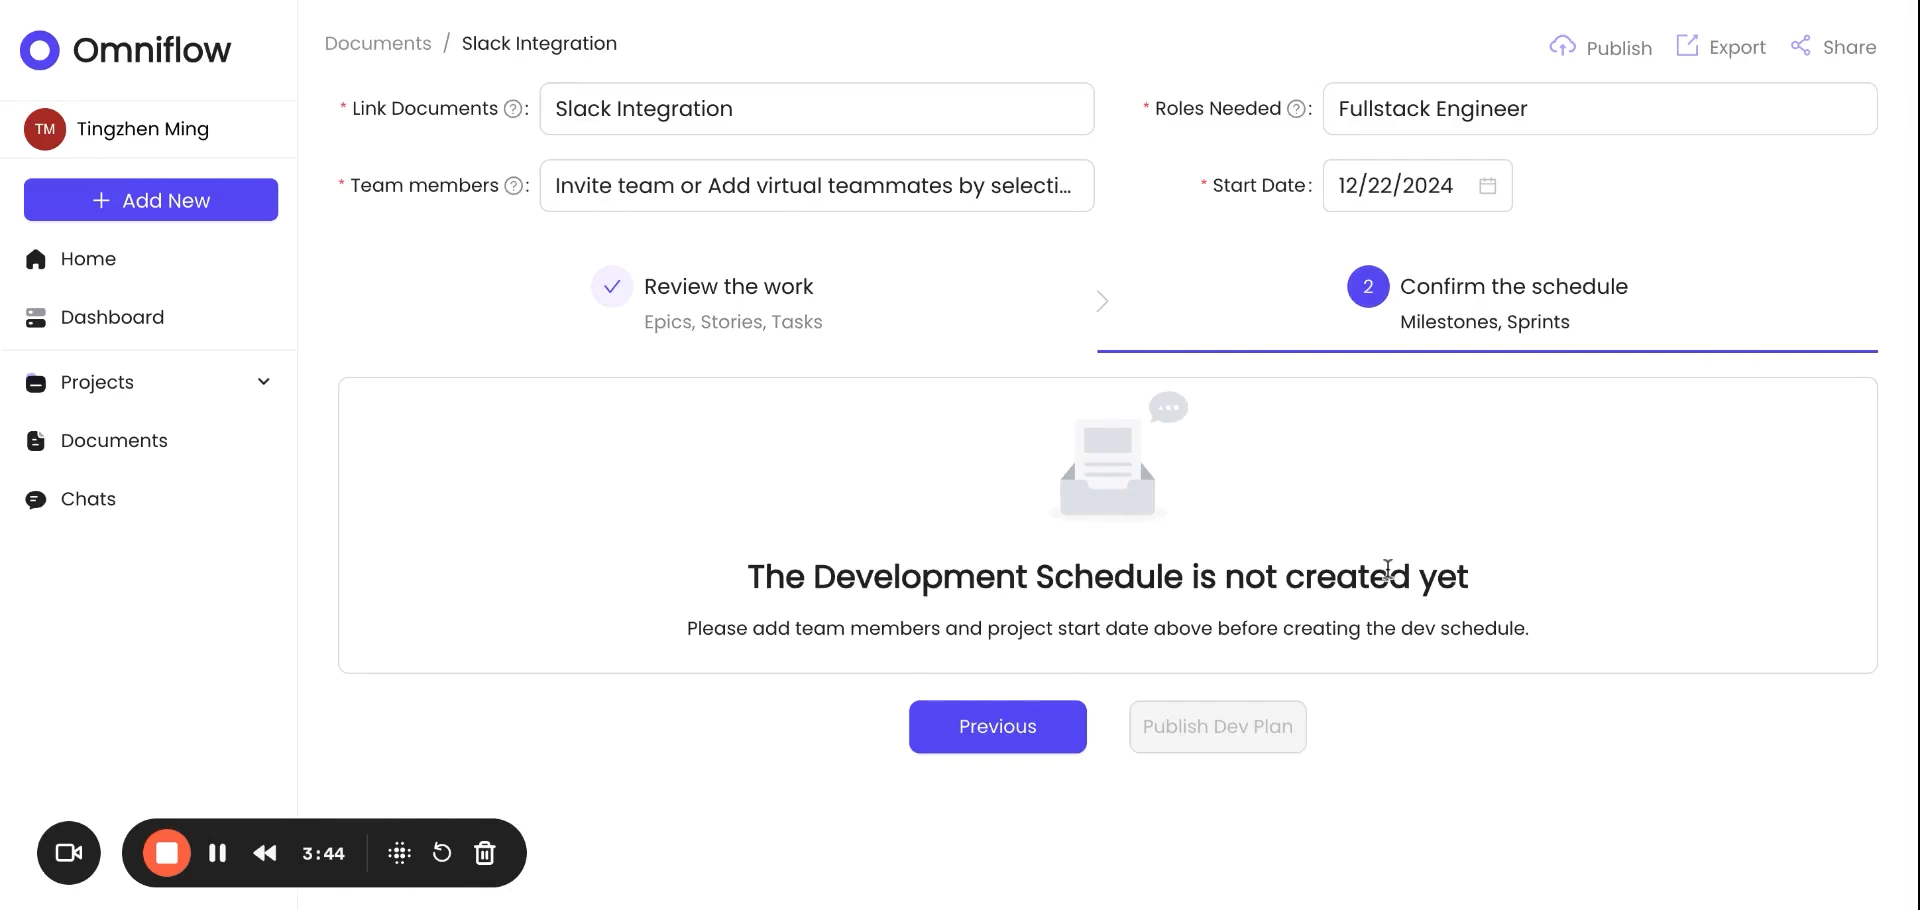 Omniflow
TM Tingzhen Ming
+ Add New
Home
Dashboard
Projects
Documents
Chats
Documents / Slack Integration
Publish
Export
Share
* Link Documents ? :
Slack Integration
* Roles Needed ? :
Fullstack Engineer
* Team members ? :
Invite team or Add virtual teammates by selecti...
* Start Date :
12/22/2024
Review the work
Epics, Stories, Tasks
2 Confirm the schedule
Milestones, Sprints
The Development Schedule is not created yet
Please add team members and project start date above before creating the dev schedule.
Previous
Publish Dev Plan
3:44